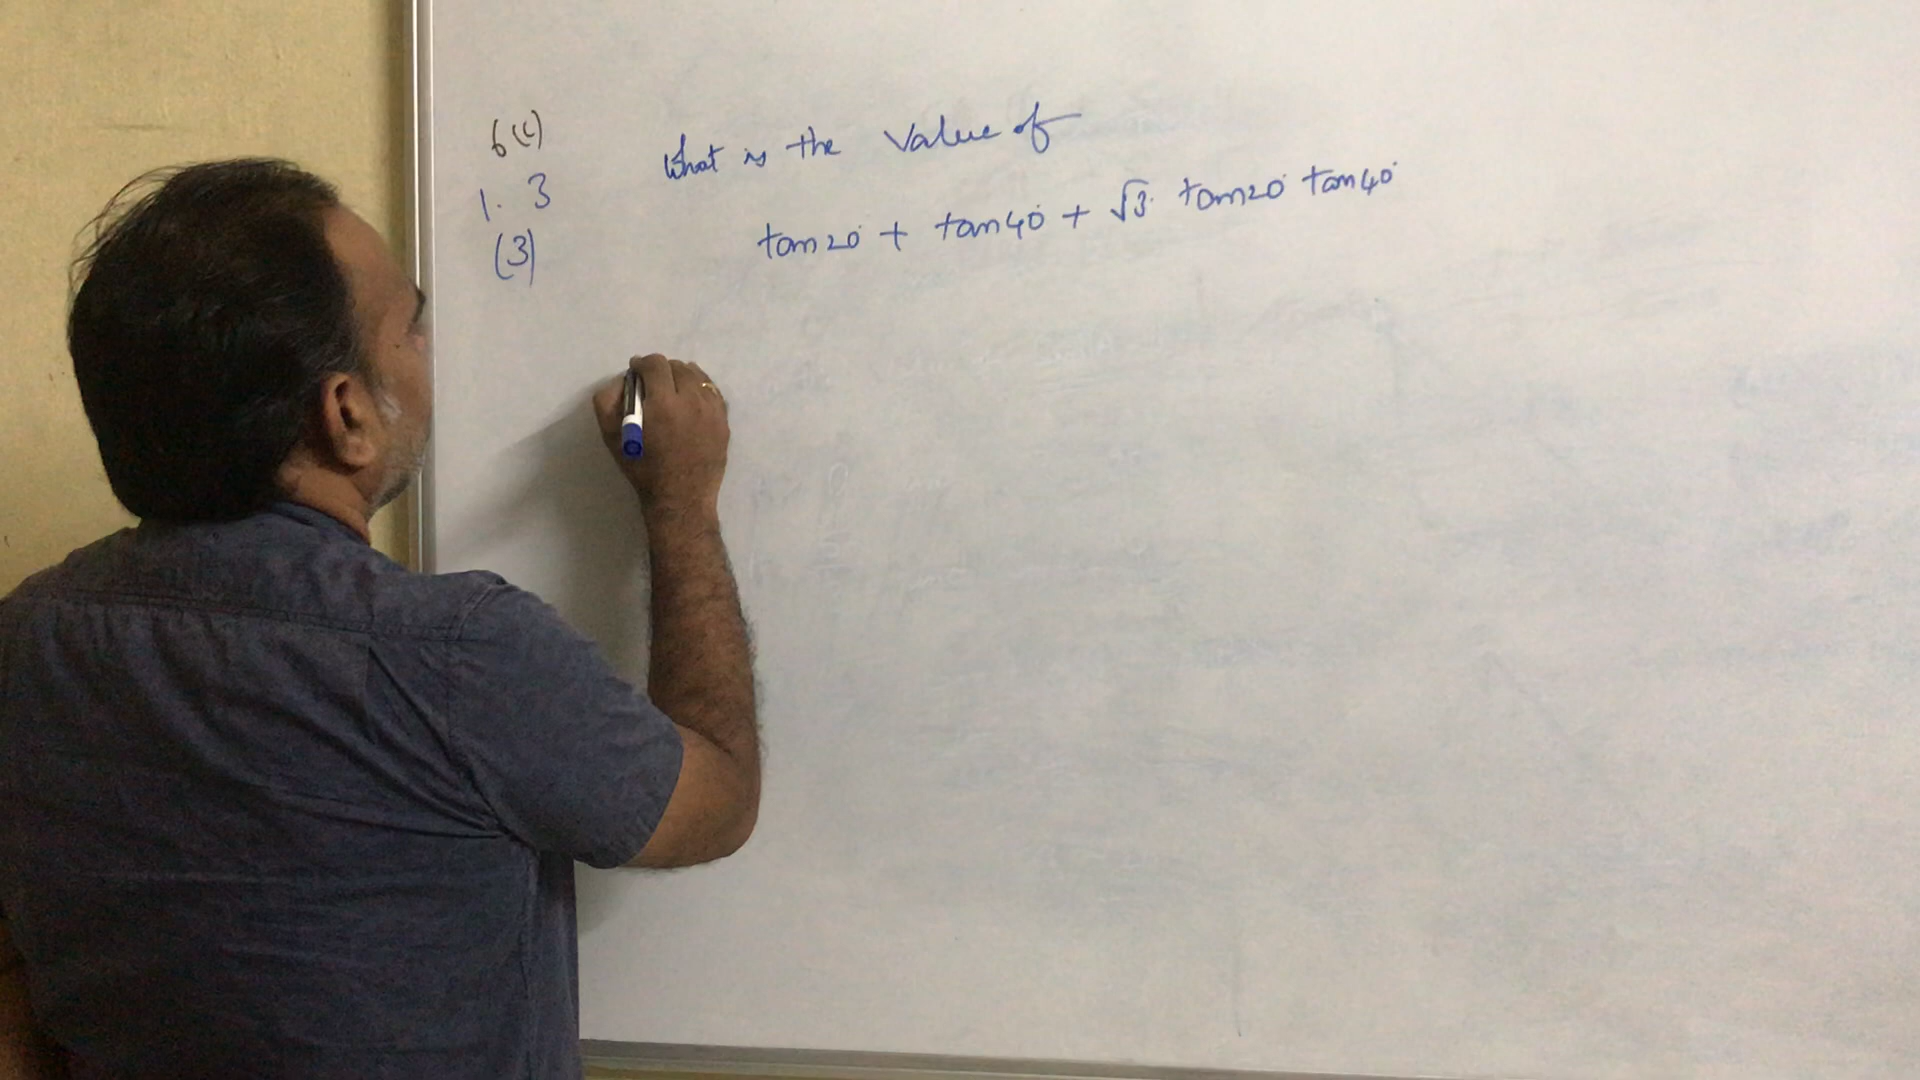 6(c)
1. 3
(3)
What is the value of
tan20° + tan40° + √3. tan20° tan40°